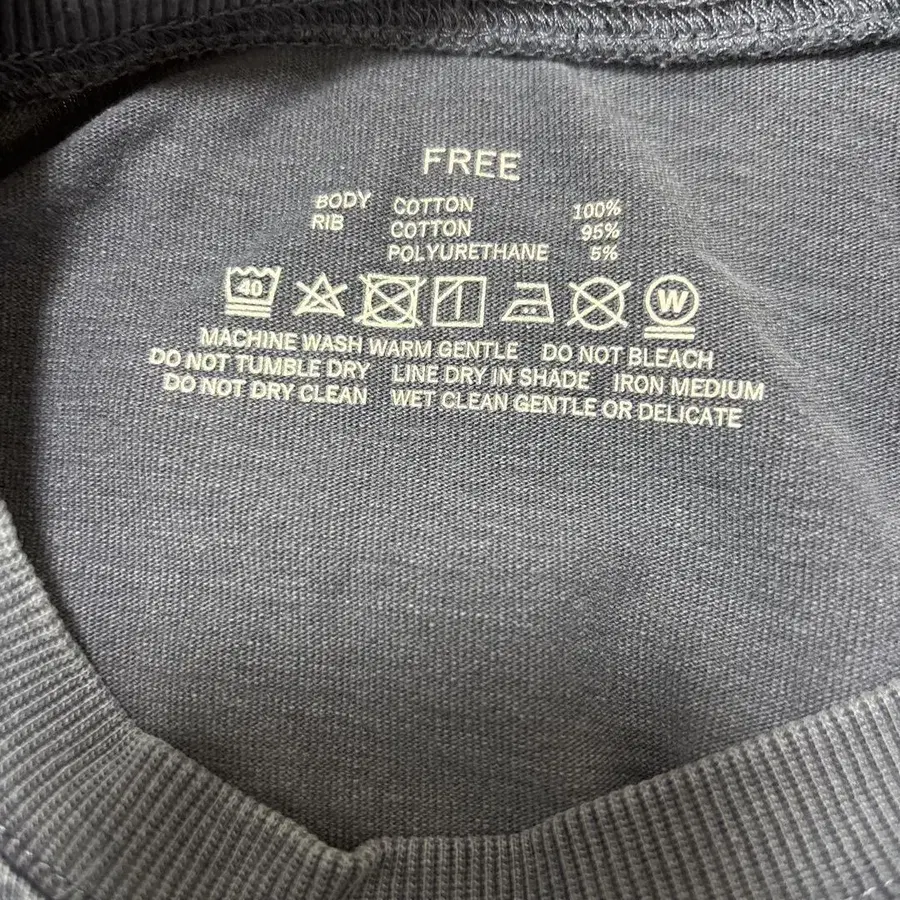 FREE
BODY COTTON 100%
RIB COTTON 95%
POLYURETHANE 5%
40 W
MACHINE WASH WARM GENTLE DO NOT BLEACH
DO NOT TUMBLE DRY LINE DRY IN SHADE IRON MEDIUM
DO NOT DRY CLEAN WET CLEAN GENTLE OR DELICATE